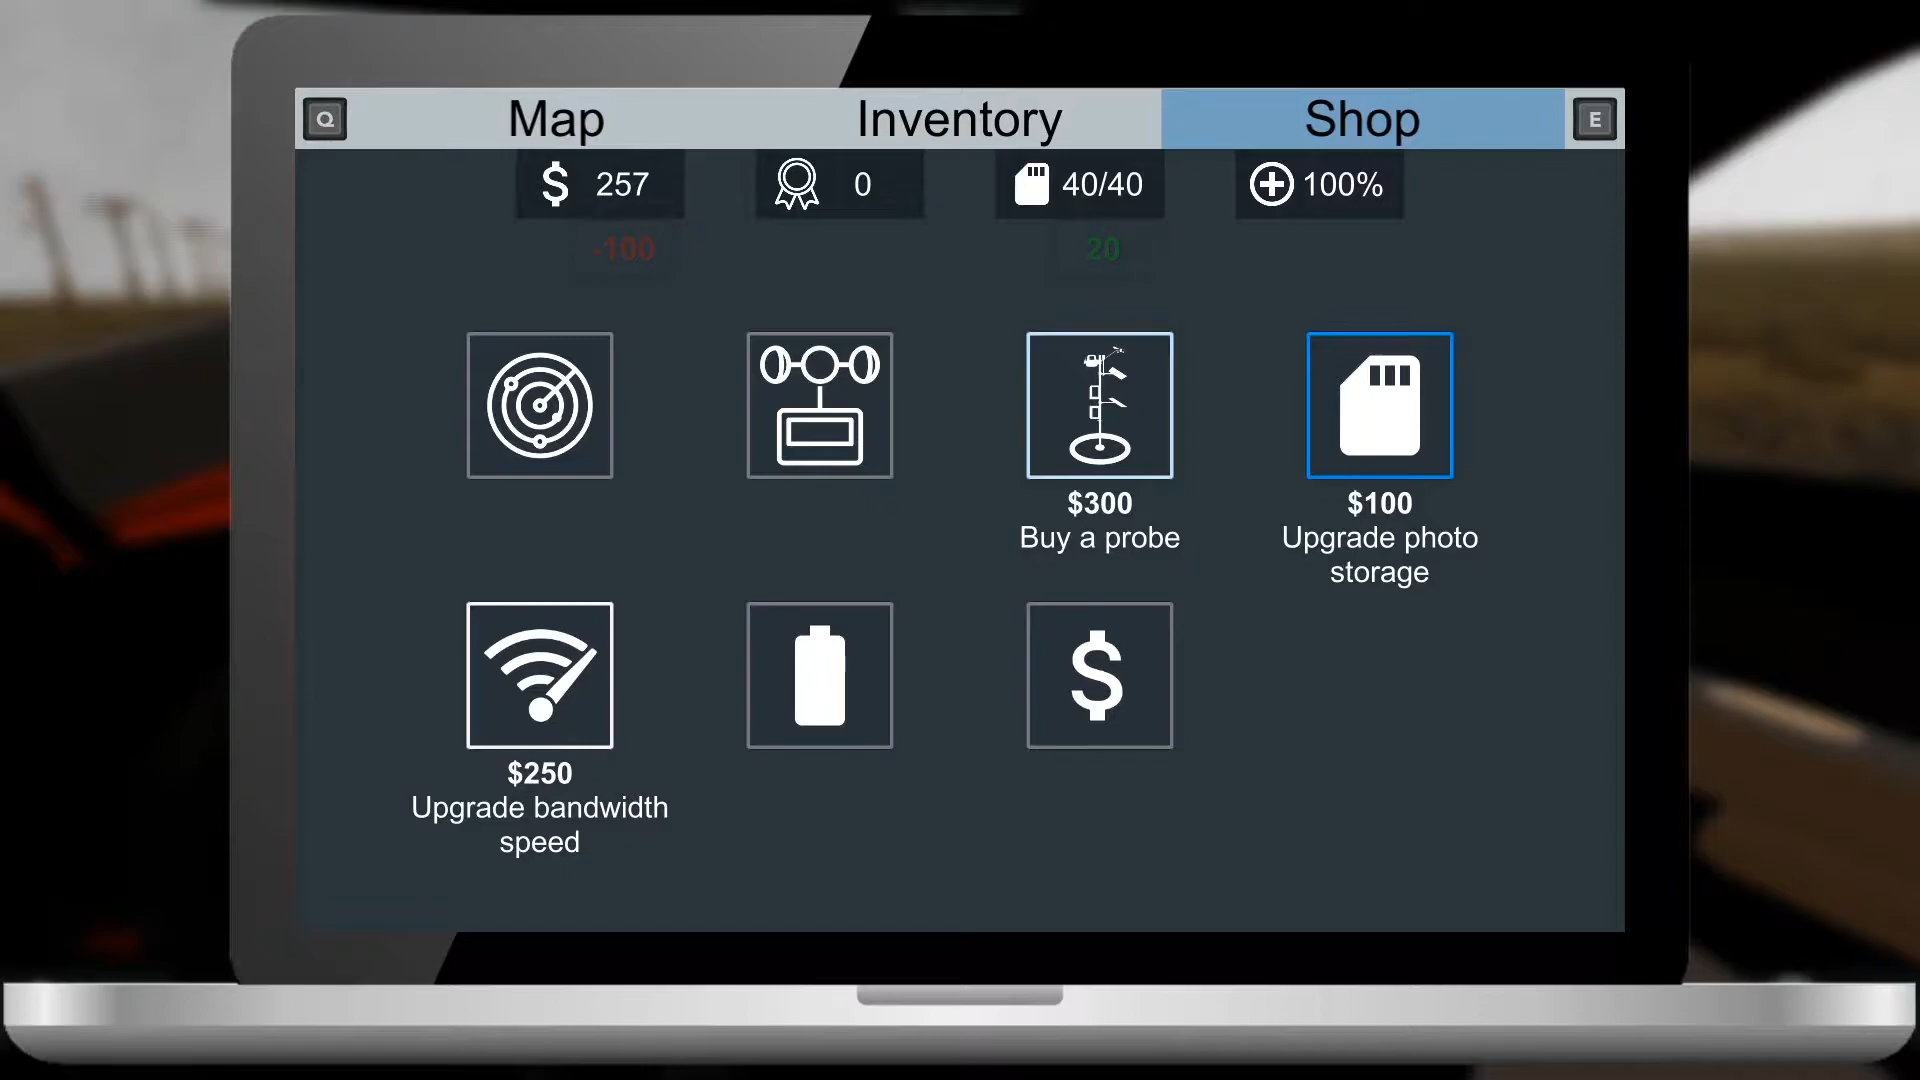 Q Map Inventory Shop E
$ 257 0 40/40 100%
-100 20
$300 $100
Buy a probe Upgrade photo
storage
$
$250
Upgrade bandwidth
speed